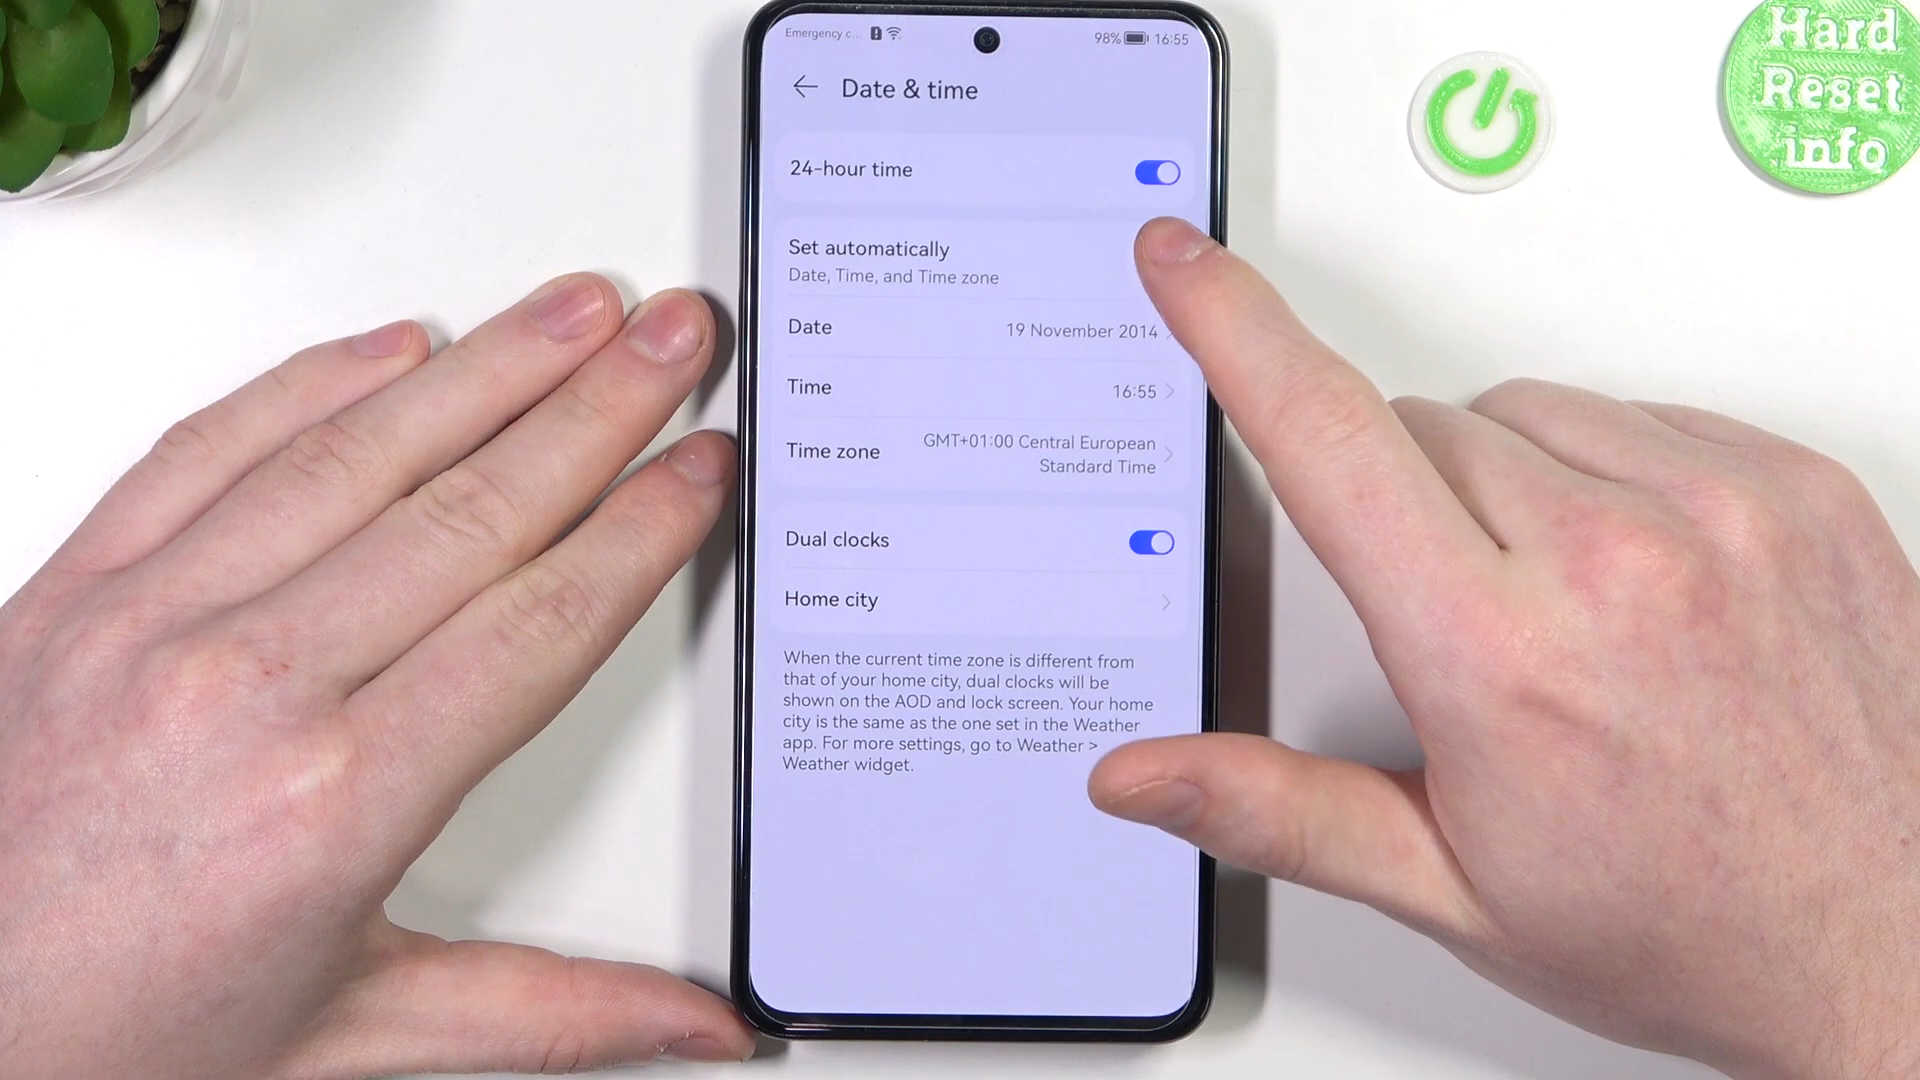 Emergency c...
98% 16:55
Date & time
24-hour time
Set automatically
Date, Time, and Time zone
Date
19 November 2014
Time
16:55
Time zone
GMT+01:00 Central European
Standard Time
Dual clocks
Home city
When the current time zone is different from
that of your home city, dual clocks will be
shown on the AOD and lock screen. Your home
city is the same as the one set in the Weather
app. For more settings, go to Weather >
Weather widget.
Hard
Reset
.info